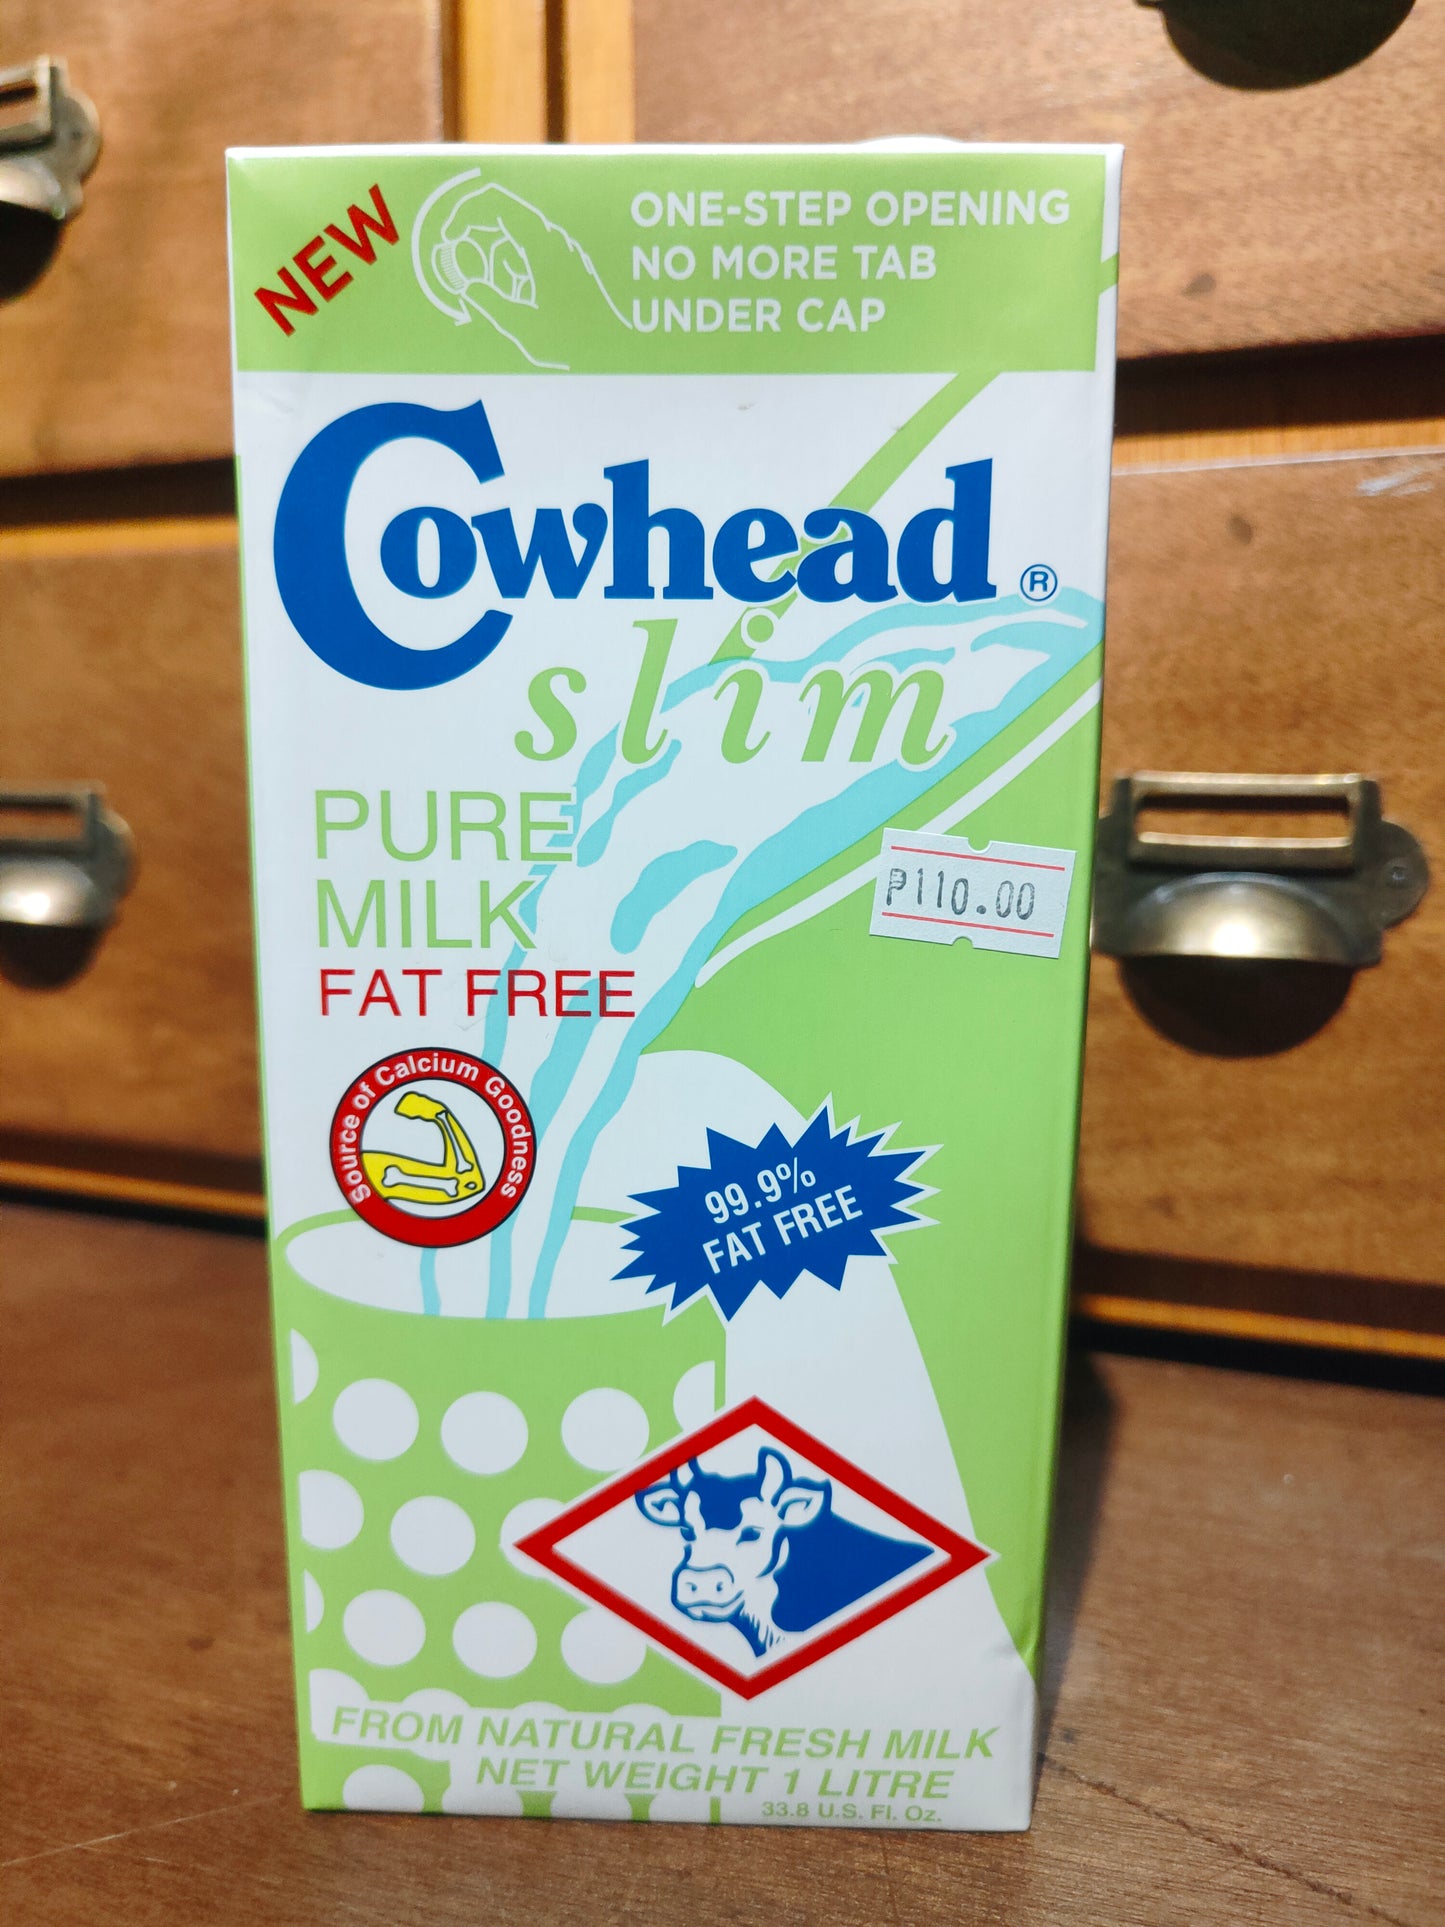 NEW
ONE-STEP OPENING
NO MORE TAB
UNDER CAP
Cowhead ®
slim
PURE
MILK
FAT FREE
₱110.00
Source of Calcium Goodness
99.9%
FAT FREE
FROM NATURAL FRESH MILK
NET WEIGHT 1 LITRE
33.8 U.S. Fl. Oz.